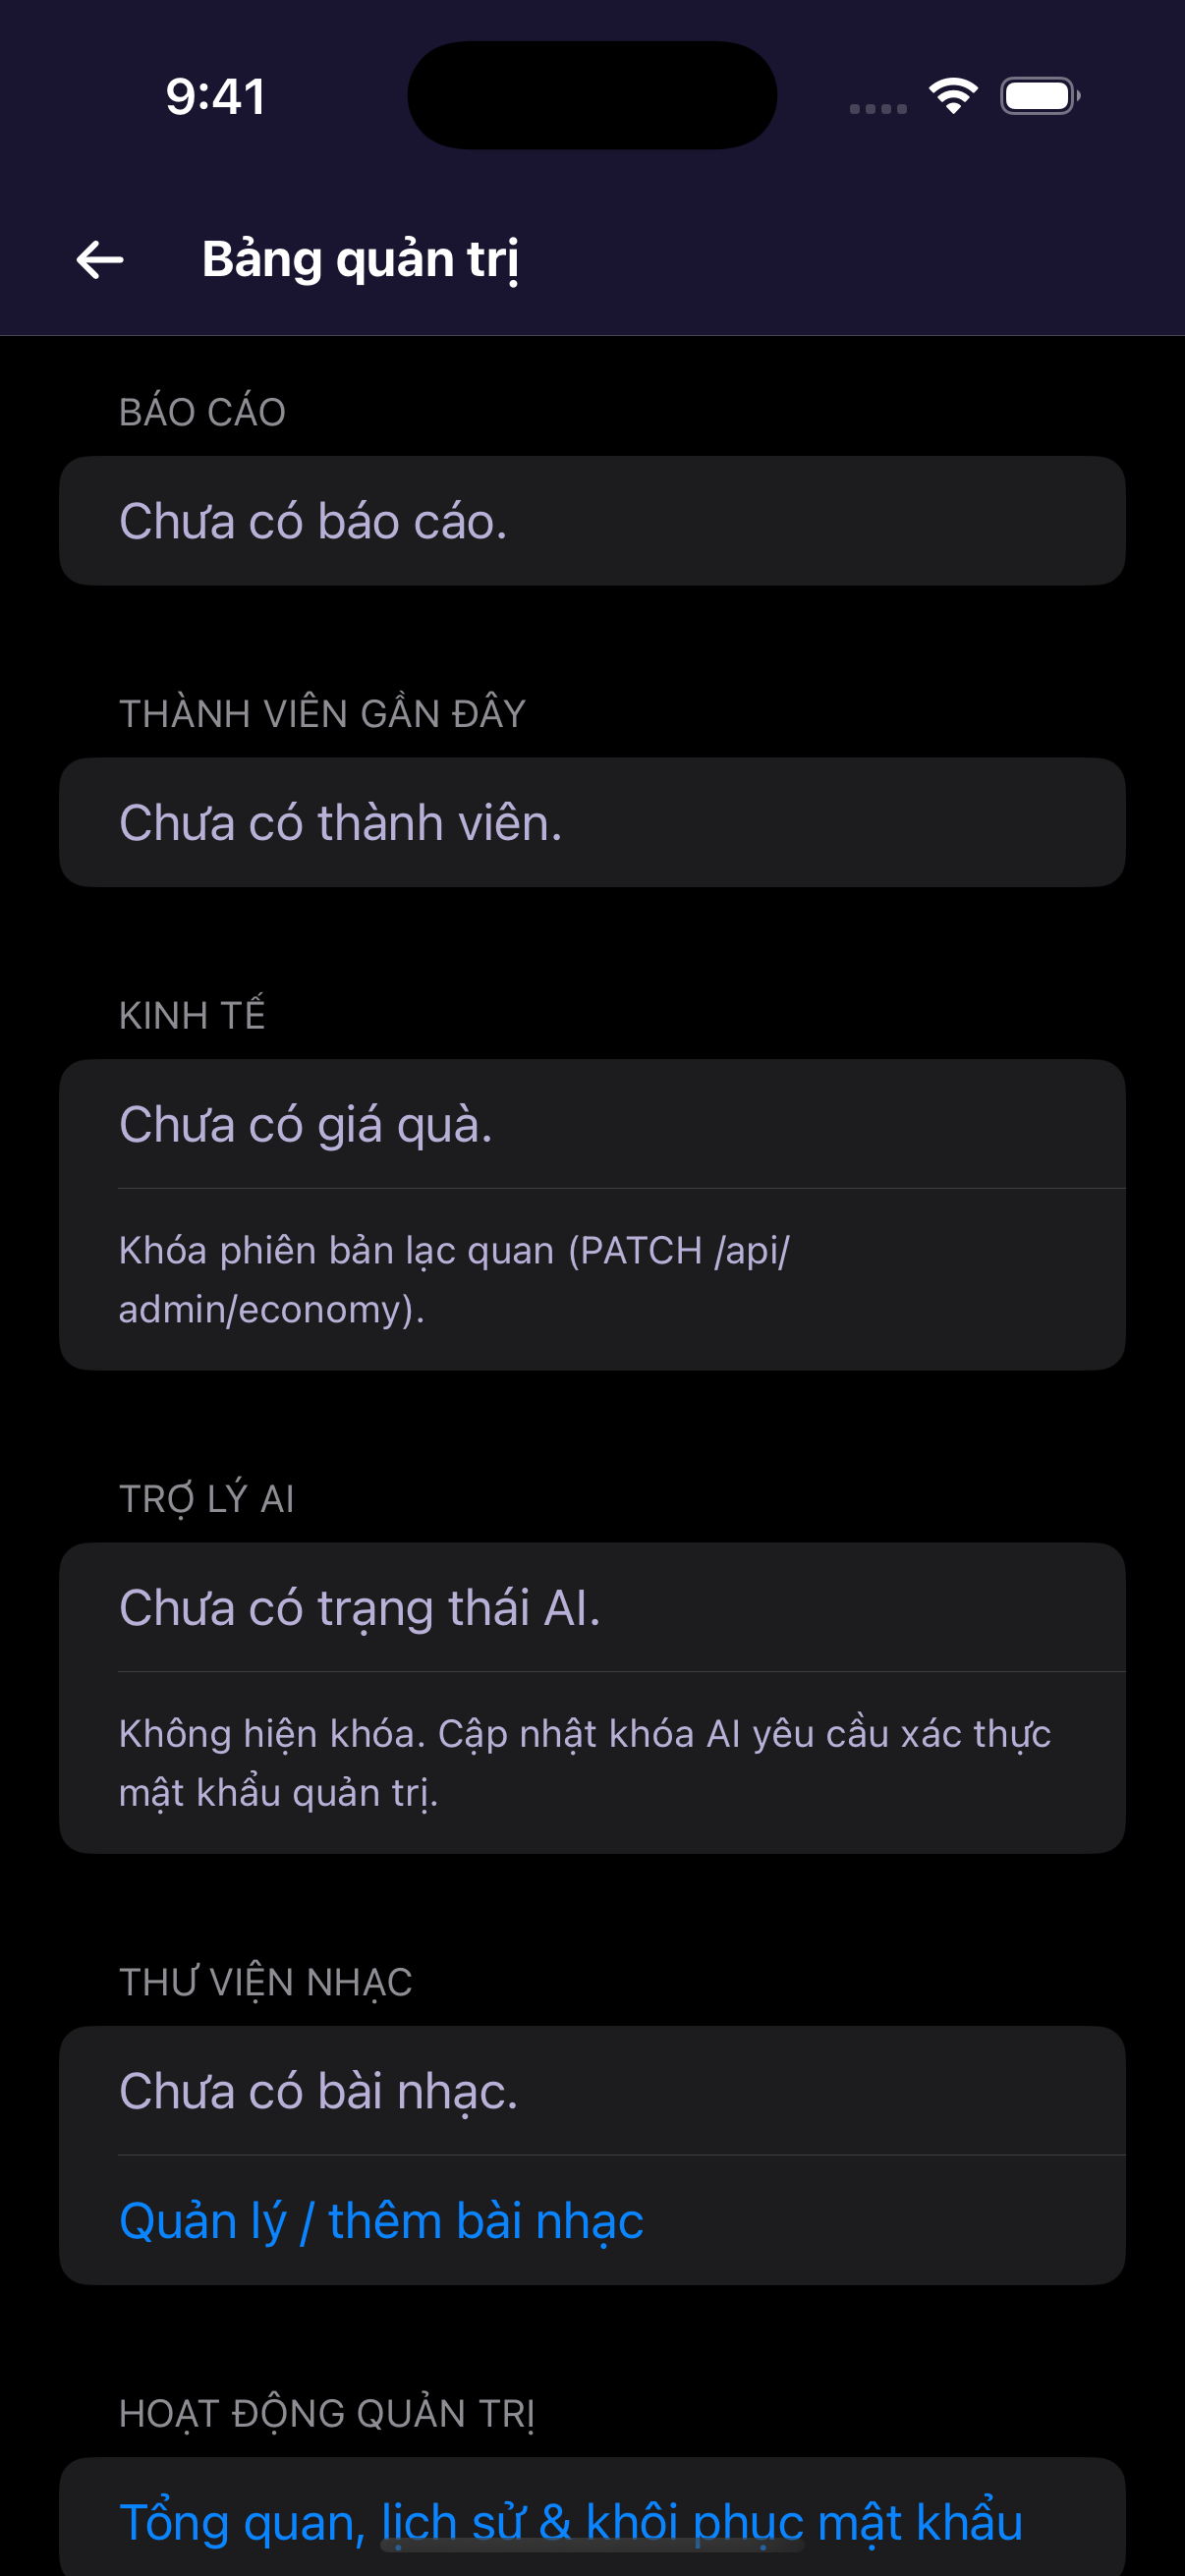 9:41
Bảng quản trị
BÁO CÁO
Chưa có báo cáo.
THÀNH VIÊN GẦN ĐÂY
Chưa có thành viên.
KINH TẾ
Chưa có giá quà.
Khóa phiên bản lạc quan (PATCH /api/
admin/economy).
TRỢ LÝ AI
Chưa có trạng thái AI.
Không hiện khóa. Cập nhật khóa AI yêu cầu xác thực
mật khẩu quản trị.
THƯ VIỆN NHẠC
Chưa có bài nhạc.
Quản lý / thêm bài nhạc
HOẠT ĐỘNG QUẢN TRỊ
Tổng quan, lịch sử & khôi phục mật khẩu